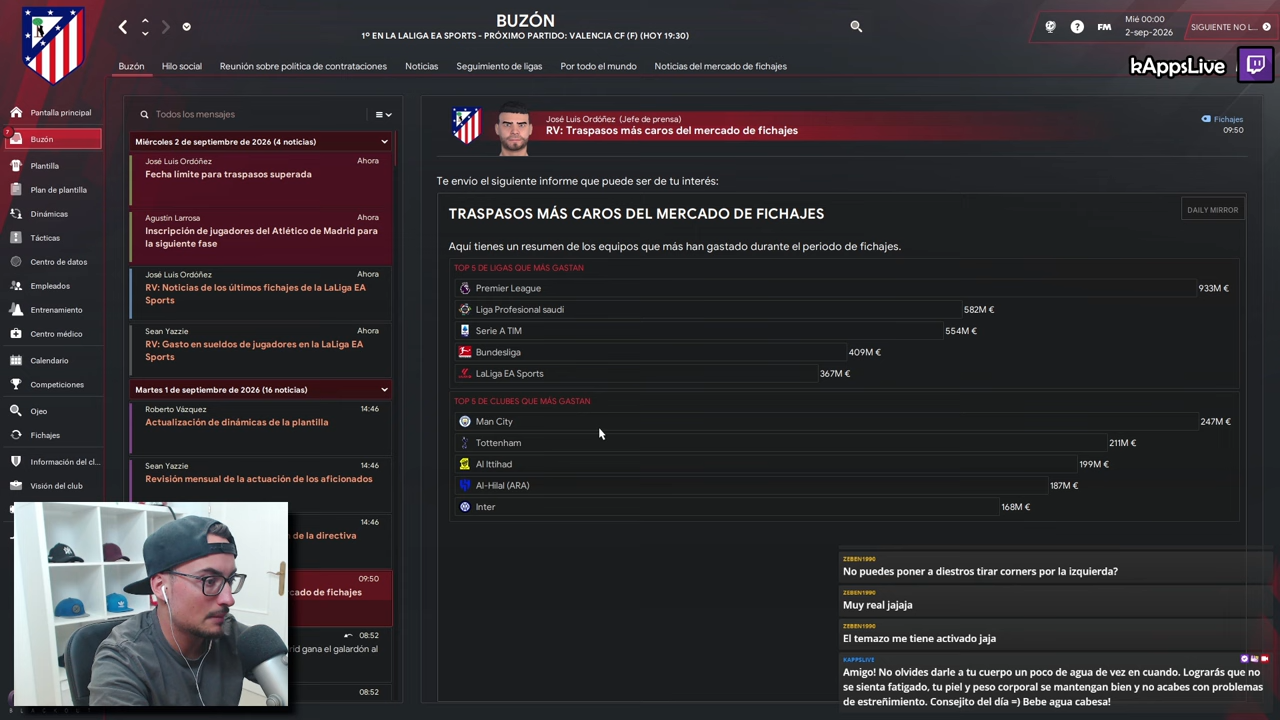 BUZÓN
1º EN LA LALIGA EA SPORTS - PRÓXIMO PARTIDO: VALENCIA CF (F) (HOY 19:30)
FM
Mié 00:00
2-sep-2026
SIGUIENTE NO L...
Buzón
Hilo social
Reunión sobre política de contrataciones
Noticias
Seguimiento de ligas
Por todo el mundo
Noticias del mercado de fichajes
kAppsLive
Pantalla principal
7
Buzón
Plantilla
Plan de plantilla
Dinámicas
Tácticas
Centro de datos
Empleados
Entrenamiento
Centro médico
Calendario
Competiciones
Ojeo
Fichajes
Información del cl...
Visión del club
Todos los mensajes
Miércoles 2 de septiembre de 2026 (4 noticias)
José Luis Ordóñez
Ahora
Fecha límite para traspasos superada
Agustín Larrosa
Ahora
Inscripción de jugadores del Atlético de Madrid para
la siguiente fase
José Luis Ordóñez
Ahora
RV: Noticias de los últimos fichajes de la LaLiga EA
Sports
Sean Yazzie
Ahora
RV: Gasto en sueldos de jugadores en la LaLiga EA
Sports
Martes 1 de septiembre de 2026 (16 noticias)
Roberto Vázquez
14:46
Actualización de dinámicas de la plantilla
Sean Yazzie
14:46
Revisión mensual de la actuación de los aficionados
14:46
de la directiva
09:50
cado de fichajes
08:52
rid gana el galardón al
08:52
José Luis Ordóñez (Jefe de prensa)
RV: Traspasos más caros del mercado de fichajes
Fichajes
09:50
Te envío el siguiente informe que puede ser de tu interés:
TRASPASOS MÁS CAROS DEL MERCADO DE FICHAJES
DAILY MIRROR
Aquí tienes un resumen de los equipos que más han gastado durante el periodo de fichajes.
TOP 5 DE LIGAS QUE MÁS GASTAN
Premier League 933M €
Liga Profesional saudí 582M €
Serie A TIM 554M €
Bundesliga 409M €
LaLiga EA Sports 367M €
TOP 5 DE CLUBES QUE MÁS GASTAN
Man City 247M €
Tottenham 211M €
Al Ittihad 199M €
Al-Hilal (ARA) 187M €
Inter 168M €
ZEBEN1990
No puedes poner a diestros tirar corners por la izquierda?
ZEBEN1990
Muy real jajaja
ZEBEN1990
El temazo me tiene activado jaja
KAPPSLIVE
Amigo! No olvides darle a tu cuerpo un poco de agua de vez en cuando. Lograrás que no
se sienta fatigado, tu piel y peso corporal se mantengan bien y no acabes con problemas
de estreñimiento. Consejito del día =) Bebe agua cabesa!